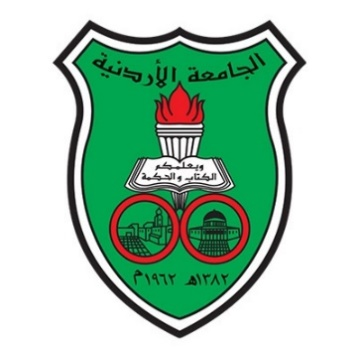 الجامعة الأردنية
ويعلمكم
الكتاب والحكمة
١٣٨٢هـ ١٩٦٢م